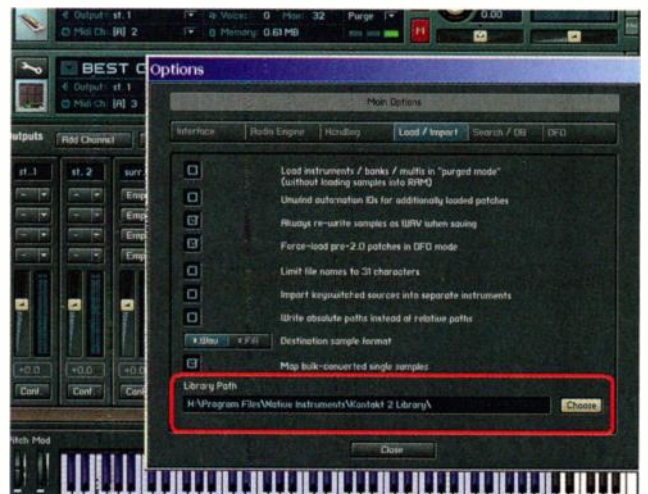 Output: st. 1
Voices: 0 Max: 32 Purge
Midi Ch: [A] 2
Memory: 0.61 MB
0.00
BEST
Output: st. 1
Midi Ch: [A] 3
Options
Main Options
Interface Audio Engine Handling Load / Import Search / DB DFD
utputs Add Channel
st. 2 surr
Load instruments / banks / multis in "purged mode"
(without loading samples into RAM)
Unwind automation IDs for additionally loaded patches
Always re-write samples as WAV when saving
Force-load pre-2.0 patches in DFD mode
Limit file names to 31 characters
Import keyswitched sources into separate instruments
Write absolute paths instead of relative paths
*.Wav *.Aif Destination sample format
Map bulk-converted single samples
Library Path
H:\Program Files\Native Instruments\Kontakt 2 Library\ Choose
+0.0 +0.0 +0.0
Conf. Conf.
Close
Pitch Mod